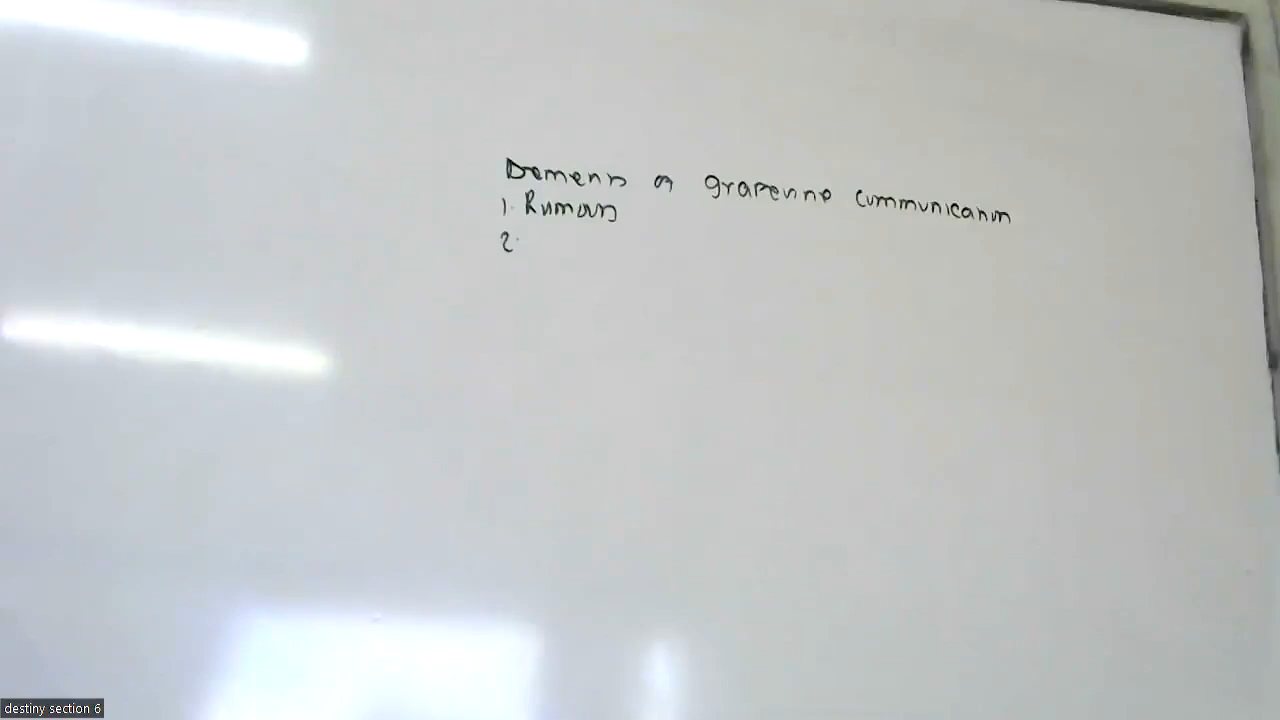 Demerits of grapevine communication
1. Rumours
2.
destiny section 6